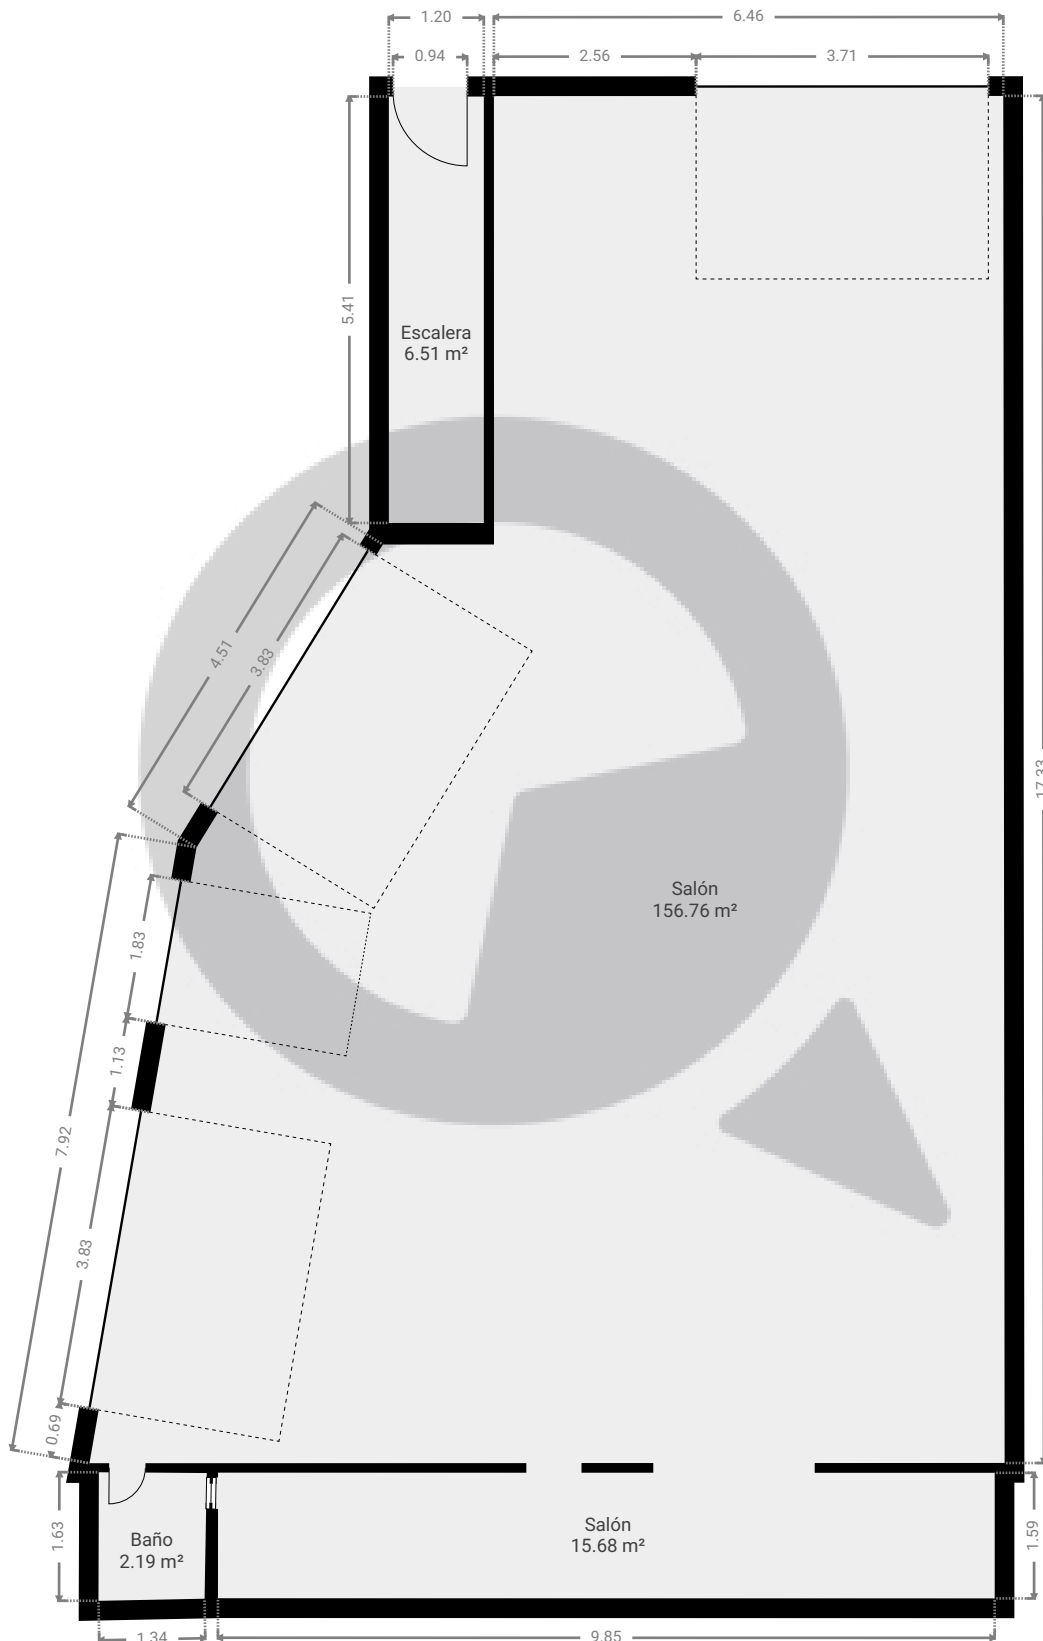 1.20
6.46
0.94
2.56
3.71
5.41
Escalera
6.51 m²
4.51
3.83
17.33
Salón
156.76 m²
1.83
1.13
7.92
3.83
0.69
1.63
Baño
2.19 m²
Salón
15.68 m²
1.59
1.34
9.85